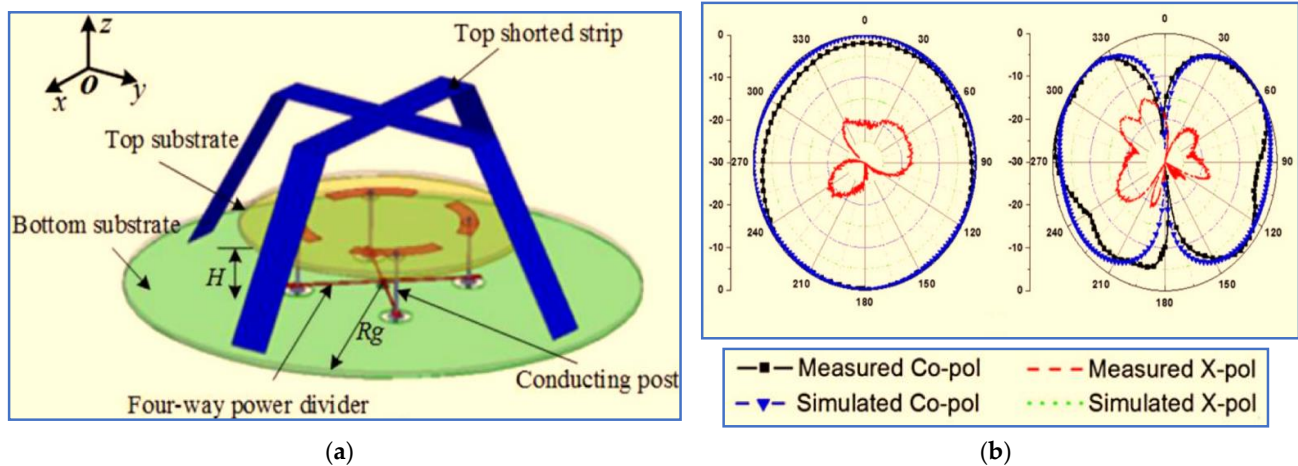 z
x
o
y
Top shorted strip
Top substrate
Bottom substrate
H
Rg
Conducting post
Four-way power divider
(a)
0 -10 -20 -30 -20 -10 0
0 30 60 90 120 150 180 210 240 270 300 330
0 -10 -20 -30 -20 -10 0
0 30 60 90 120 150 180 210 240 270 300 330
Measured Co-pol Measured X-pol
Simulated Co-pol Simulated X-pol
(b)